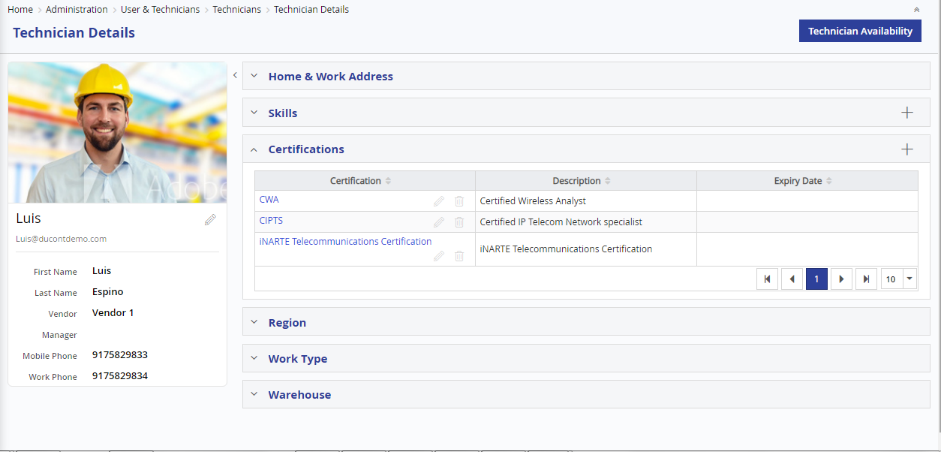 Home > Administration > User & Technicians > Technicians > Technician Details
Technician Details
Technician Availability
Luis
Luis@ducontdemo.com
First Name Luis
Last Name Espino
Vendor Vendor 1
Manager
Mobile Phone 9175829833
Work Phone 9175829834
Home & Work Address
Skills
Certifications
Certification Description Expiry Date
CWA Certified Wireless Analyst
CIPTS Certified IP Telecom Network specialist
iNARTE Telecommunications Certification iNARTE Telecommunications Certification
1 10
Region
Work Type
Warehouse